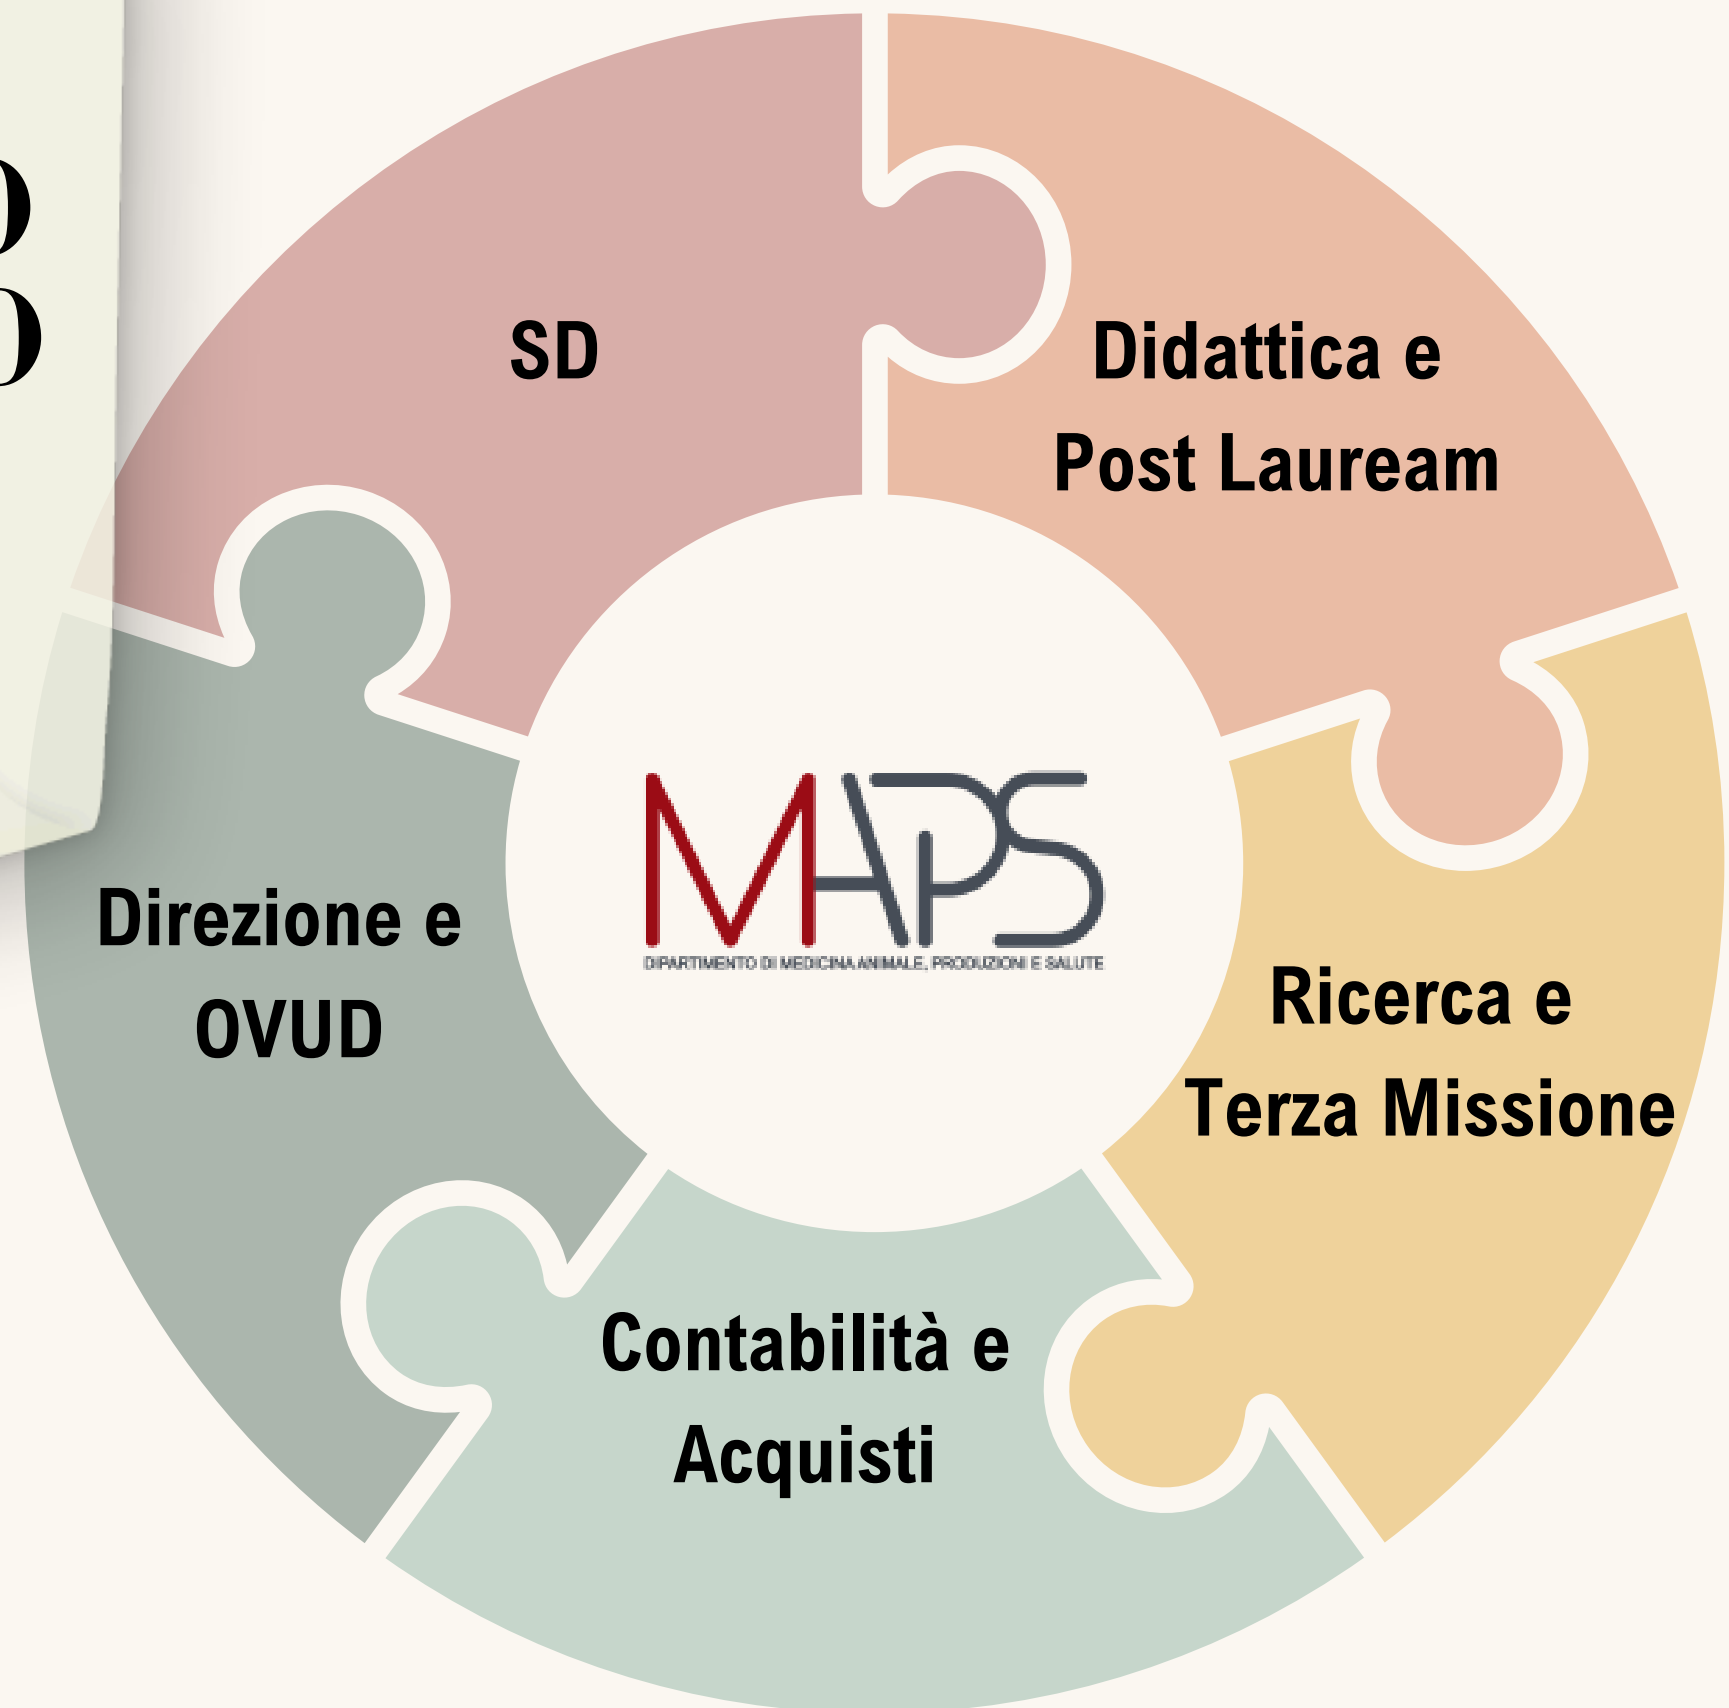 SD
Didattica e
Post Lauream
MAPS
DIPARTIMENTO DI MEDICINA ANIMALE, PRODUZIONI E SALUTE
Direzione e
OVUD
Ricerca e
Terza Missione
Contabilità e
Acquisti